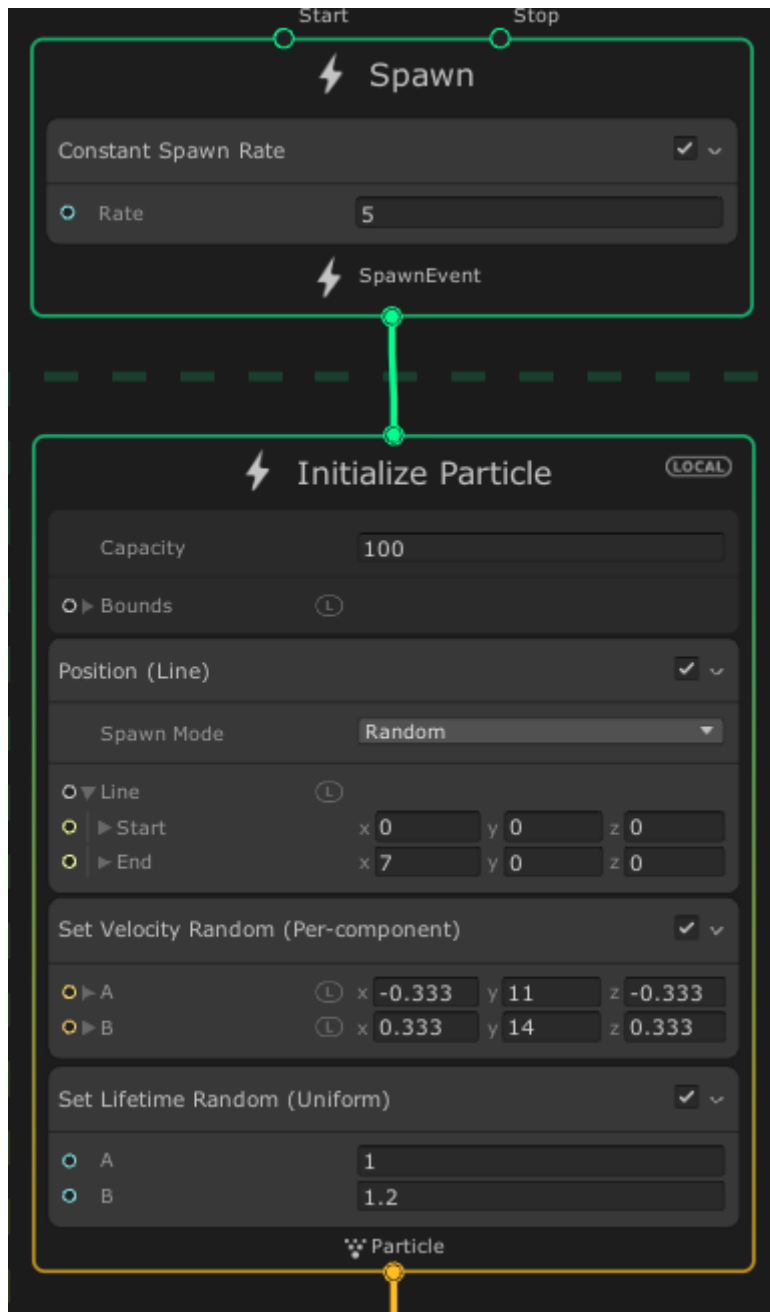 Start Stop
Spawn
Constant Spawn Rate
Rate 5
SpawnEvent
Initialize Particle LOCAL
Capacity 100
Bounds L
Position (Line)
Spawn Mode Random
Line L
Start x 0 y 0 z 0
End x 7 y 0 z 0
Set Velocity Random (Per-component)
A L x -0.333 y 11 z -0.333
B L x 0.333 y 14 z 0.333
Set Lifetime Random (Uniform)
A 1
B 1.2
Particle